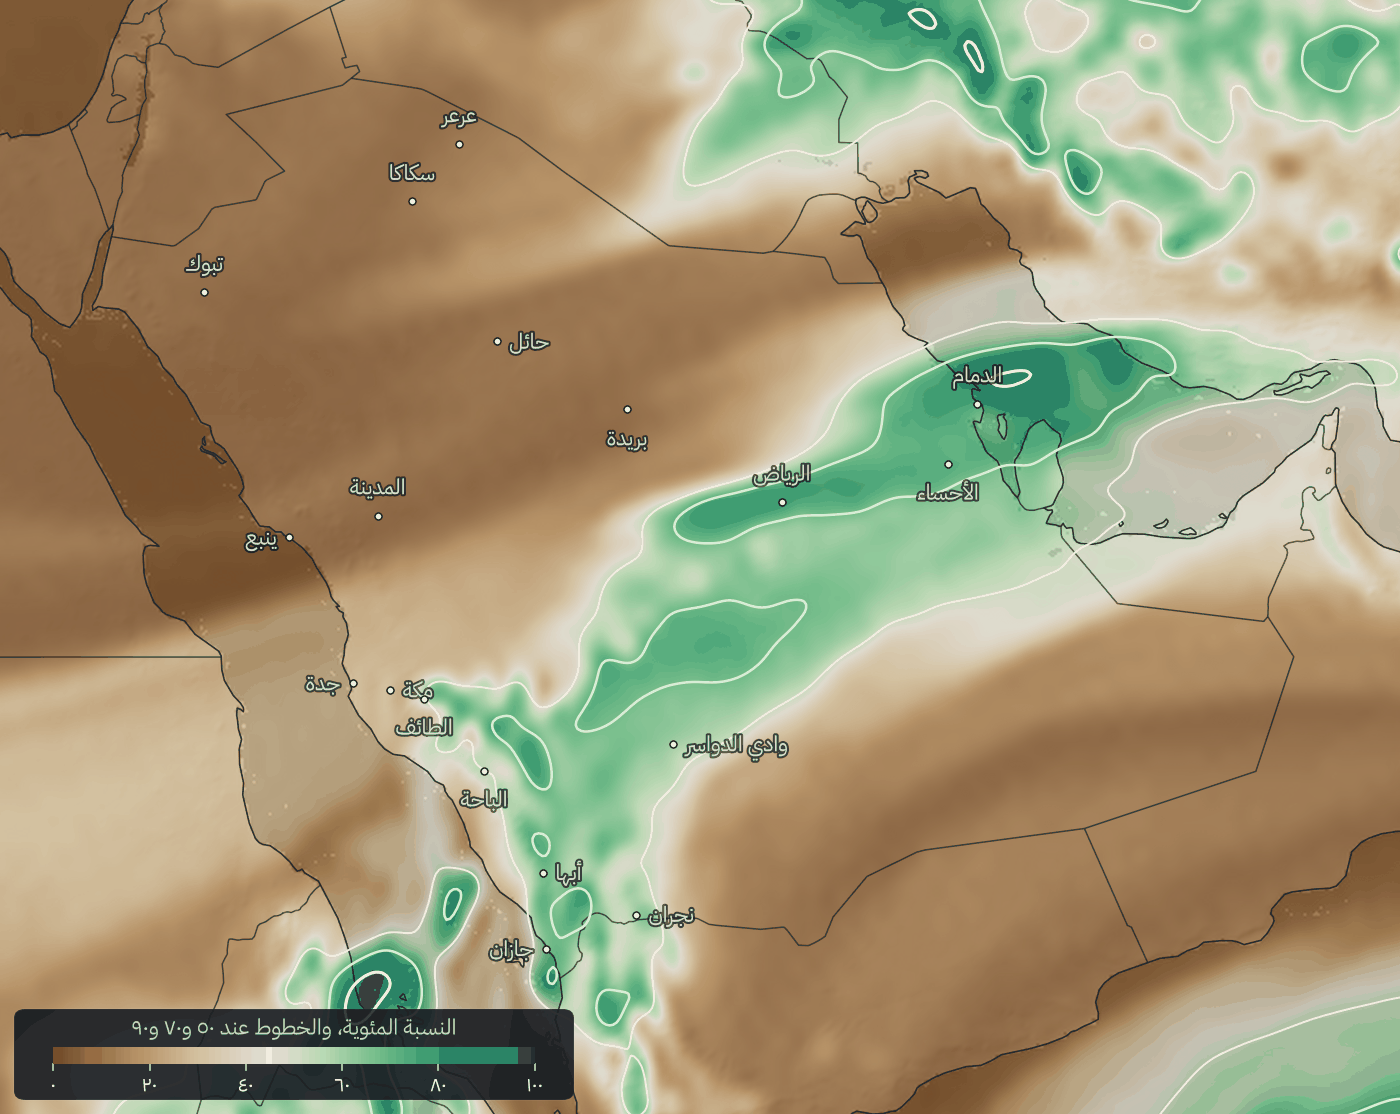 عرعر
سكاكا
تبوك
حائل
الدمام
بريدة
الرياض
المدينة
الأحساء
ينبع
جدة
مكة
الطائف
وادي الدواسر
الباحة
أبها
نجران
جازان
النسبة المئوية، والخطوط عند ٥٠ و٧٠ و٩٠
٠ ٢٠ ٤٠ ٦٠ ٨٠ ١٠٠